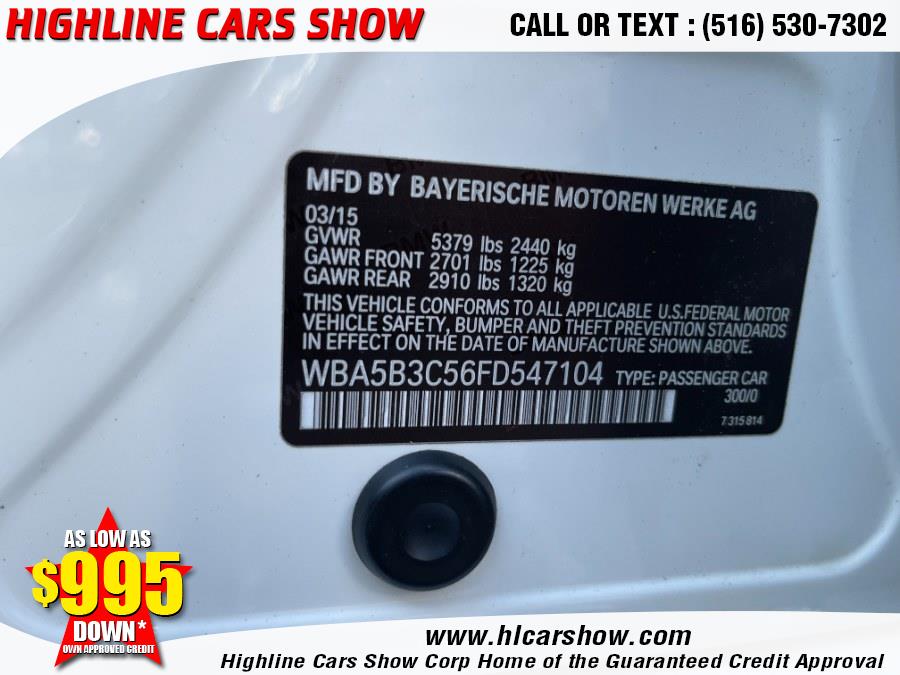 HIGHLINE CARS SHOW
CALL OR TEXT : (516) 530-7302
MFD BY BAYERISCHE MOTOREN WERKE AG
03/15
GVWR 5379 lbs 2440 kg
GAWR FRONT 2701 lbs 1225 kg
GAWR REAR 2910 lbs 1320 kg
THIS VEHICLE CONFORMS TO ALL APPLICABLE U.S.FEDERAL MOTOR
VEHICLE SAFETY, BUMPER AND THEFT PREVENTION STANDARDS
IN EFFECT ON THE DATE OF MANUFACTURE SHOWN ABOVE.
WBA5B3C56FD547104 TYPE: PASSENGER CAR
300/0
7315814
AS LOW AS
$995
DOWN*
OWN APPROVED CREDIT
www.hlcarshow.com
Highline Cars Show Corp Home of the Guaranteed Credit Approval